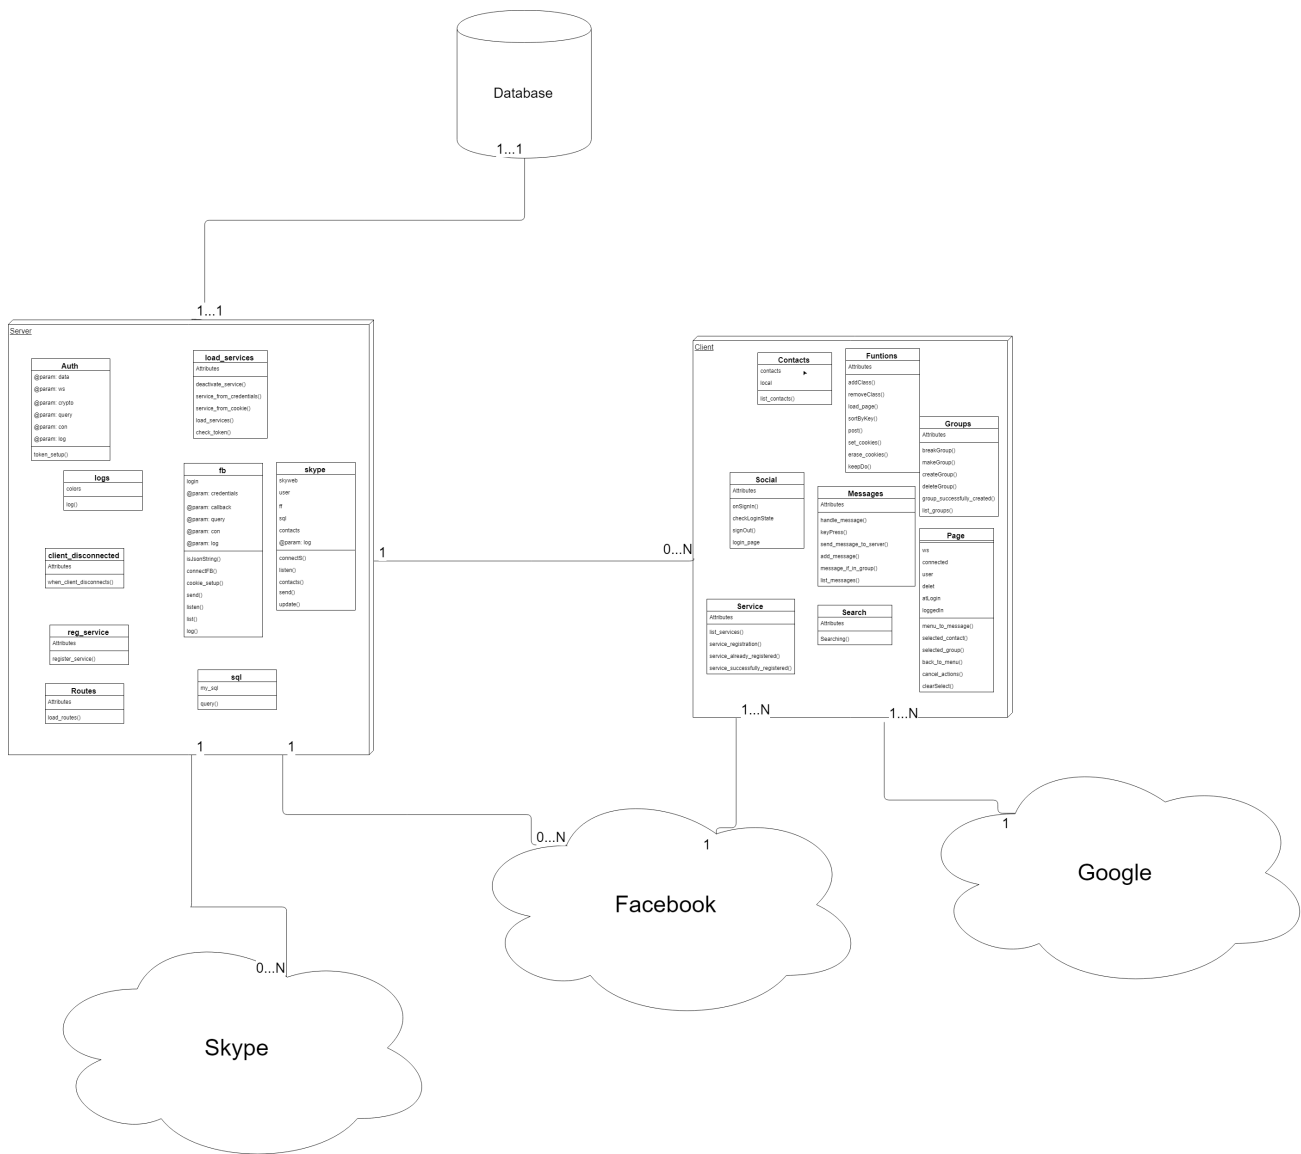 Database
1...1
1...1
Server
Auth
@param: data
@param: ws
@param: crypto
@param: query
@param: con
@param: log
token_setup()
load_services
Attributes
deactivate_service()
service_from_credentials()
service_from_cookie()
load_services()
check_token()
logs
colors
log()
fb
login
@param: credentials
@param: callback
@param: query
@param: con
@param: log
isJsonString()
connectFB()
cookie_setup()
send()
listen()
list()
log()
skype
skyweb
user
ff
sql
contacts
@param: log
connectS()
listen()
contacts()
send()
update()
client_disconnected
Attributes
when_client_disconnects()
reg_service
Attributes
register_service()
Routes
Attributes
load_routes()
sql
my_sql
query()
1
0...N
Client
Contacts
contacts
local
list_contacts()
Funtions
Attributes
addClass()
removeClass()
load_page()
sortByKey()
post()
set_cookies()
erase_cookies()
keepDo()
Groups
Attributes
breakGroup()
makeGroup()
createGroup()
deleteGroup()
group_successfully_created()
list_groups()
Social
Attributes
onSignIn()
checkLoginState
signOut()
login_page
Messages
Attributes
handle_message()
keyPress()
send_message_to_server()
add_message()
message_if_in_group()
list_messages()
Page
ws
connected
user
delet
atLogin
loggedin
menu_to_message()
selected_contact()
selected_group()
back_to_menu()
cancel_actions()
clearSelect()
Service
Attributes
list_services()
service_registration()
service_already_registered()
service_successfully_registered()
Search
Attributes
Searching()
1
1
1...N
1...N
0...N
1
1
Facebook
Google
0...N
Skype